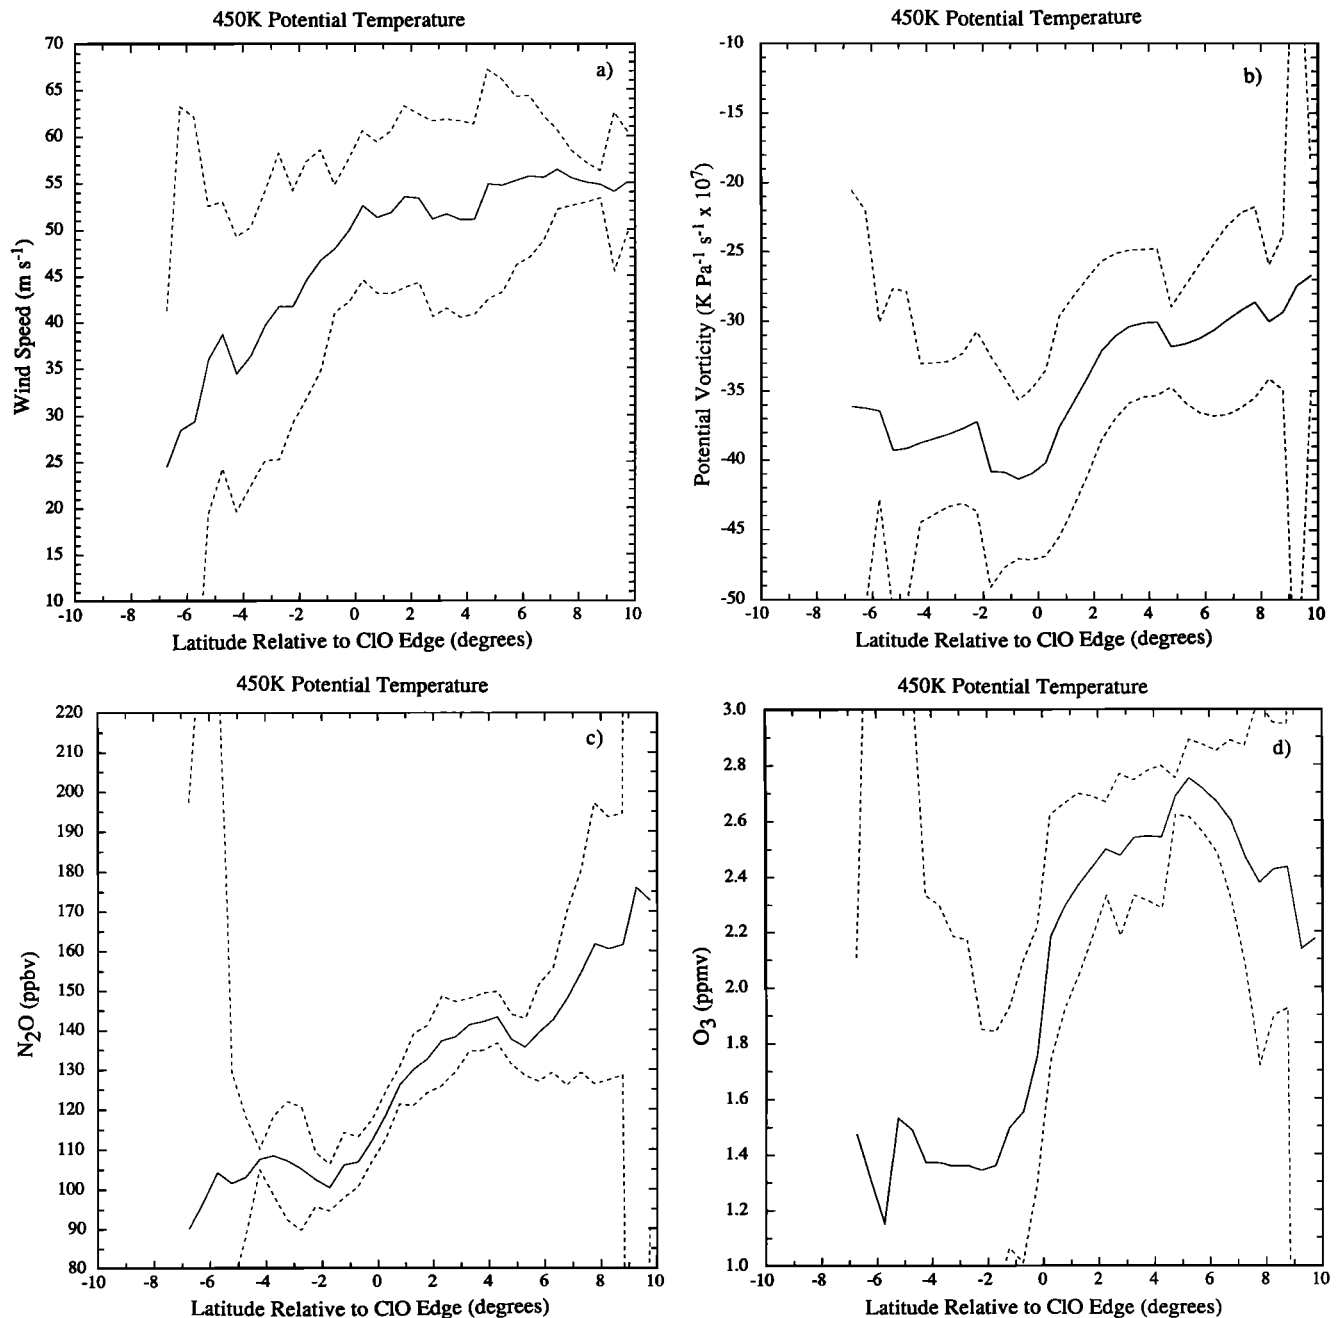 450K Potential Temperature
a)
Wind Speed (m s⁻¹)
70
65
60
55
50
45
40
35
30
25
20
15
10
-10 -8 -6 -4 -2 0 2 4 6 8 10
Latitude Relative to ClO Edge (degrees)
450K Potential Temperature
b)
Potential Vorticity (K Pa⁻¹ s⁻¹ x 10⁷)
-10
-15
-20
-25
-30
-35
-40
-45
-50
-10 -8 -6 -4 -2 0 2 4 6 8 10
Latitude Relative to ClO Edge (degrees)
450K Potential Temperature
c)
N₂O (ppbv)
220
210
200
190
180
170
160
150
140
130
120
110
100
90
80
-10 -8 -6 -4 -2 0 2 4 6 8 10
Latitude Relative to ClO Edge (degrees)
450K Potential Temperature
d)
O₃ (ppmv)
3.0
2.8
2.6
2.4
2.2
2.0
1.8
1.6
1.4
1.2
1.0
-10 -8 -6 -4 -2 0 2 4 6 8 10
Latitude Relative to ClO Edge (degrees)